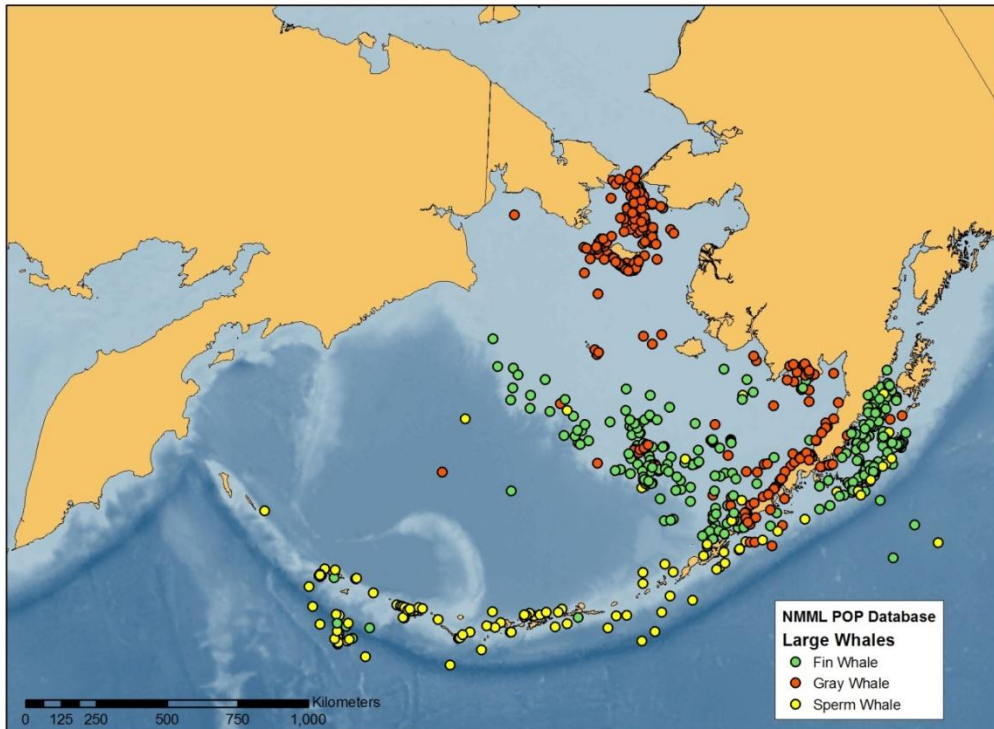 NMML POP Database
Large Whales
Fin Whale
Gray Whale
Sperm Whale
Kilometers
0 125 250 500 750 1,000